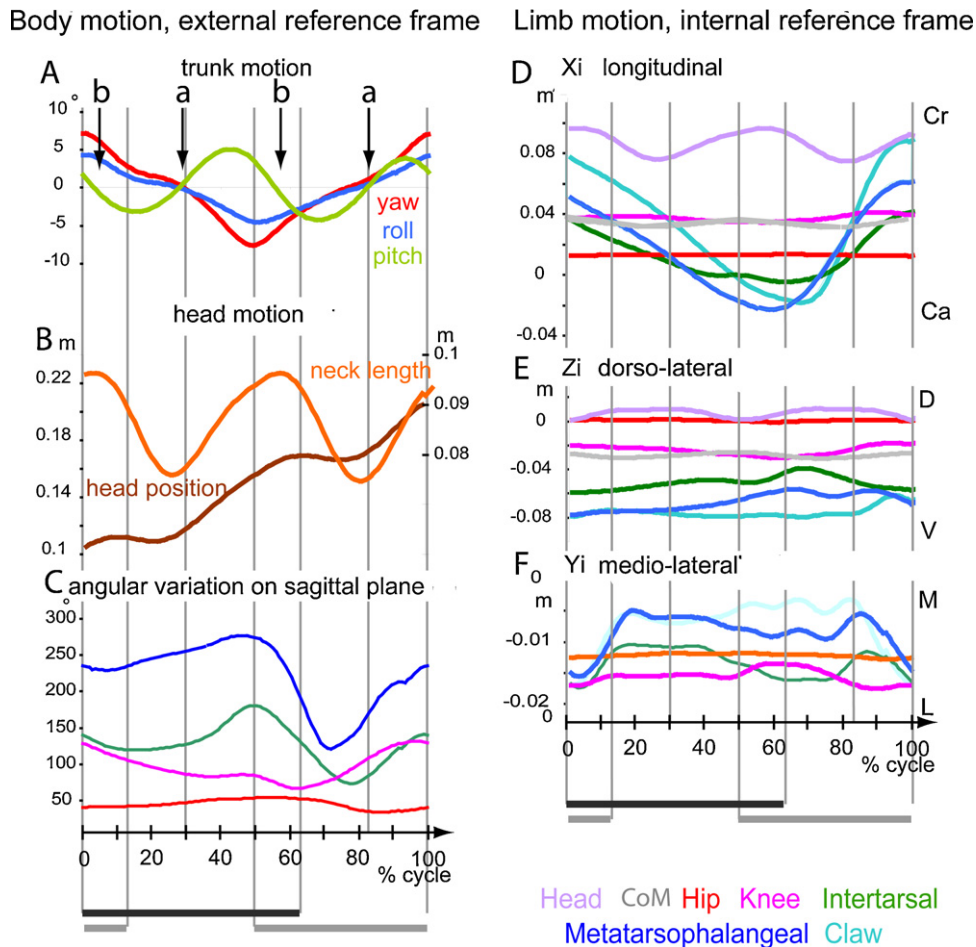 Body motion, external reference frame
A
trunk motion
b a b a
10 °
5
0
-5
-10
yaw
roll
pitch
head motion
B m
m
0.22
0.18
0.14
0.1
0.1
0.09
0.08
neck length
head position
C angular variation on sagittal plane
°
300
250
200
150
100
50
0 20 40 60 80 100
% cycle
Limb motion, internal reference frame
D Xi longitudinal
m
Cr
0.08
0.04
0
-0.04
Ca
E Zi dorso-lateral
m
D
0
-0.04
-0.08
V
F Yi medio-lateral
0
m
M
-0.01
-0.02
L
0
0 20 40 60 80 100
% cycle
Head CoM Hip Knee Intertarsal
Metatarsophalangeal Claw